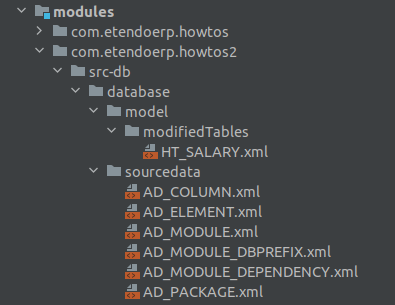 modules
com.etendoerp.howtos
com.etendoerp.howtos2
src-db
database
model
modifiedTables
HT_SALARY.xml
sourcedata
AD_COLUMN.xml
AD_ELEMENT.xml
AD_MODULE.xml
AD_MODULE_DBPREFIX.xml
AD_MODULE_DEPENDENCY.xml
AD_PACKAGE.xml